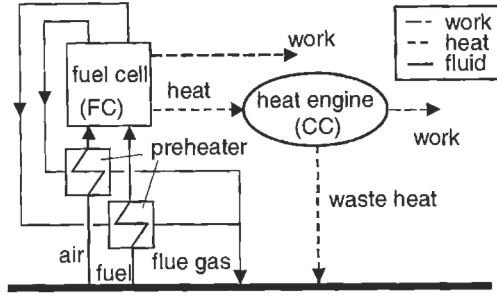 fuel cell
(FC)
work
heat
heat engine
(CC)
work
work
heat
fluid
preheater
waste heat
air
fuel
flue gas